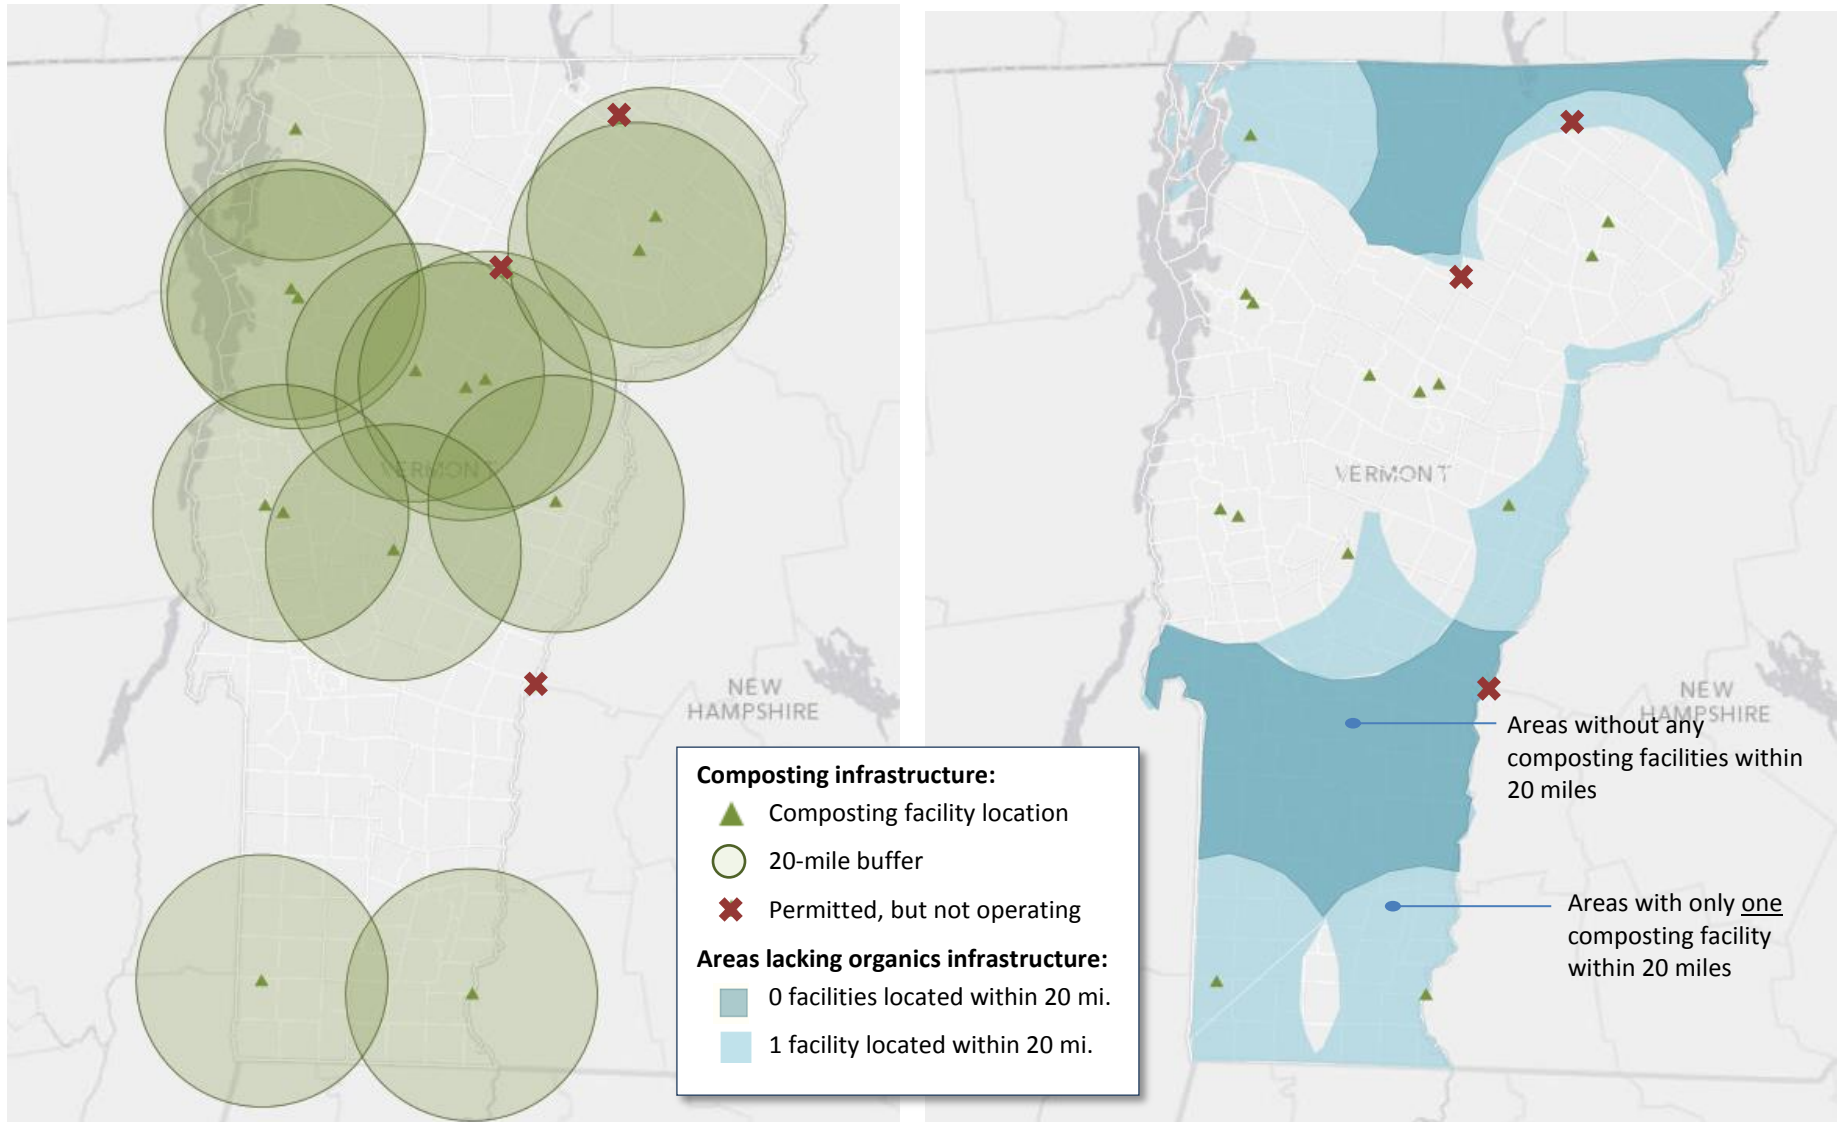 VERMONT
NEW
HAMPSHIRE
Composting infrastructure:
Composting facility location
20-mile buffer
Permitted, but not operating
Areas lacking organics infrastructure:
0 facilities located within 20 mi.
1 facility located within 20 mi.
VERMONT
NEW
HAMPSHIRE
Areas without any
composting facilities within
20 miles
Areas with only one
composting facility
within 20 miles